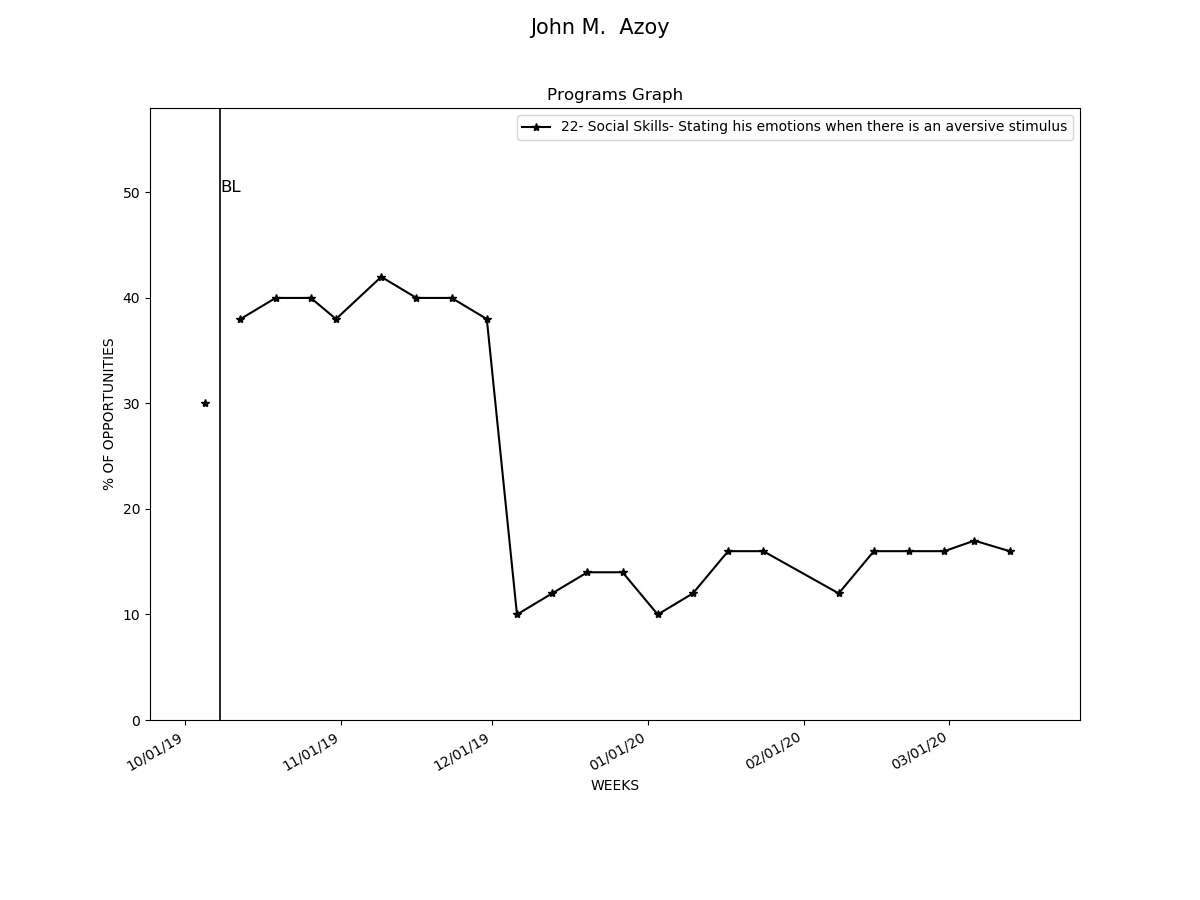 John M.  Azoy
Programs Graph
22- Social Skills- Stating his emotions when there is an aversive stimulus
BL
50
40
30
20
10
0
% OF OPPORTUNITIES
10/01/19
11/01/19
12/01/19
01/01/20
02/01/20
03/01/20
WEEKS